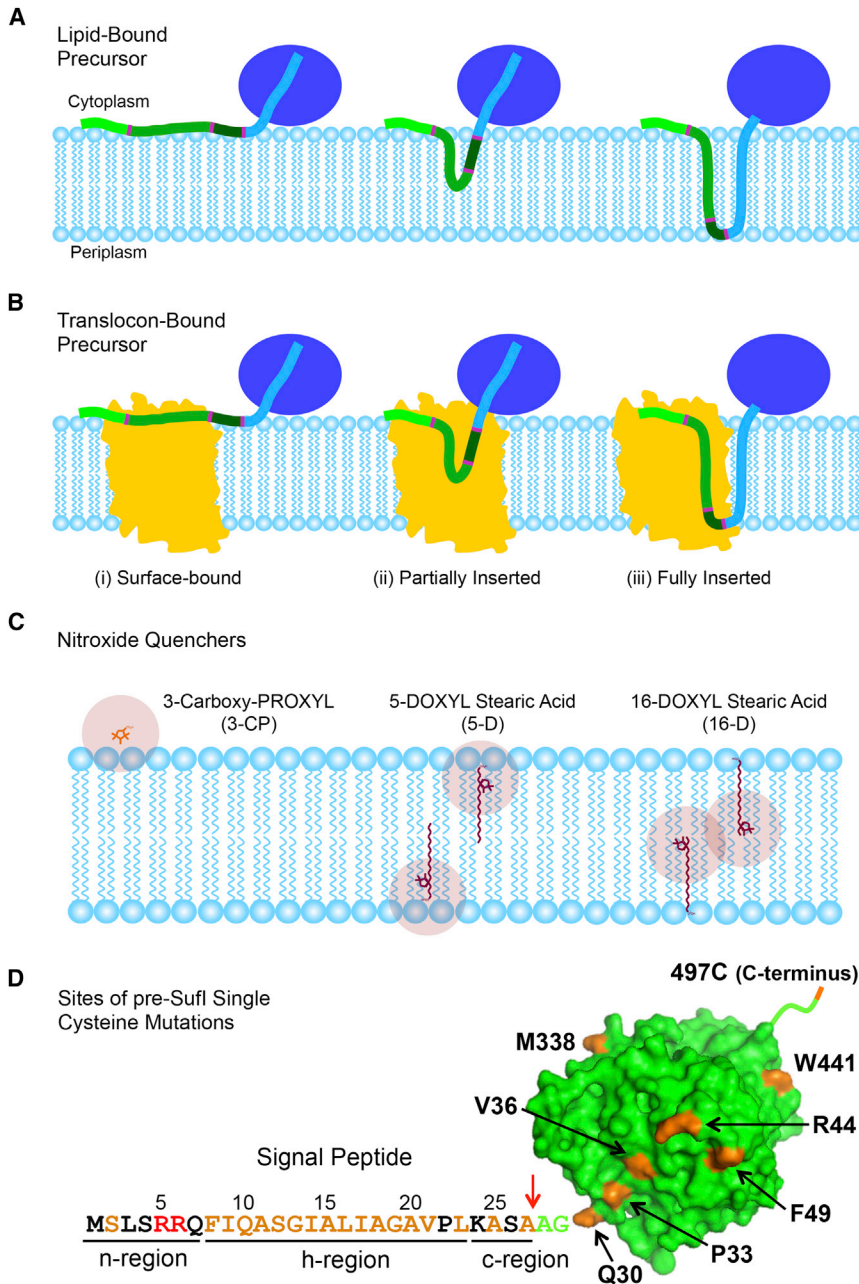 A
Lipid-Bound
Precursor
Cytoplasm
Periplasm
B
Translocon-Bound
Precursor
(i) Surface-bound
(ii) Partially Inserted
(iii) Fully Inserted
C
Nitroxide Quenchers
3-Carboxy-PROXYL
(3-CP)
5-DOXYL Stearic Acid
(5-D)
16-DOXYL Stearic Acid
(16-D)
D
Sites of pre-SufI Single
Cysteine Mutations
497C (C-terminus)
M338
W441
V36
R44
Signal Peptide
F49
P33
Q30
5 10 15 20 25
MSLSRRQFIQASGIALIAGAVPLKASAAG
n-region h-region c-region